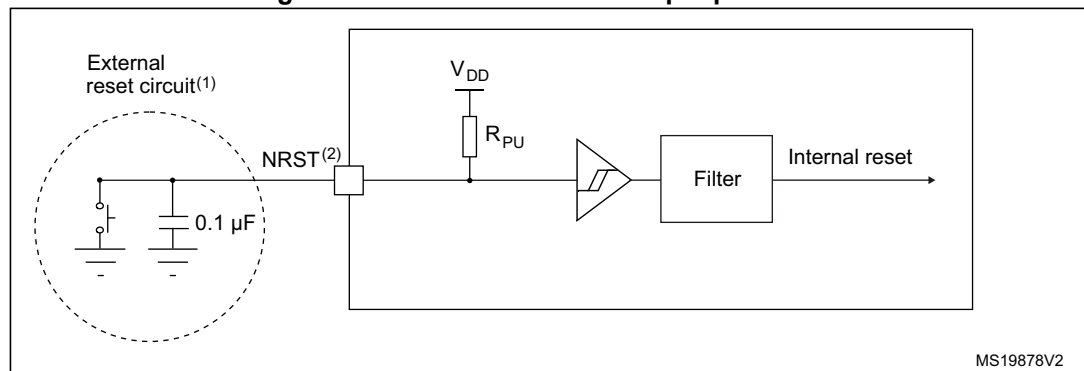 External
reset circuit(1)
VDD
RPU
NRST(2)
Filter
Internal reset
0.1 µF
MS19878V2